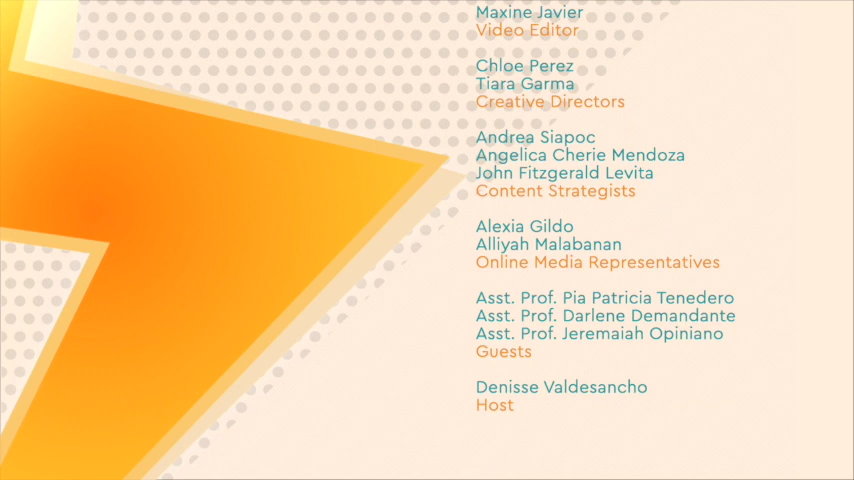 Maxine Javier
Video Editor
Chloe Perez
Tiara Garma
Creative Directors
Andrea Siapoc
Angelica Cherie Mendoza
John Fitzgerald Levita
Content Strategists
Alexia Gildo
Alliyah Malabanan
Online Media Representatives
Asst. Prof. Pia Patricia Tenedero
Asst. Prof. Darlene Demandante
Asst. Prof. Jeremaiah Opiniano
Guests
Denisse Valdesancho
Host